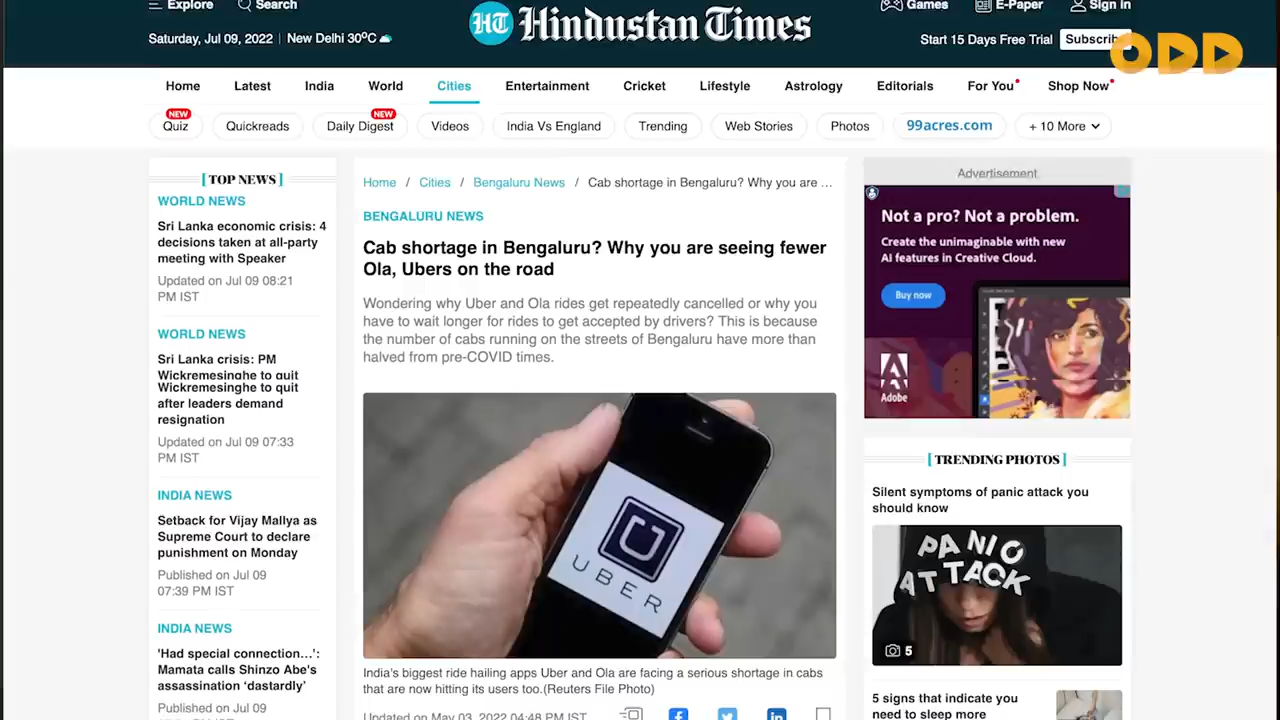 Explore
Search
HT Hindustan Times
Games
E-Paper
Sign In
Saturday, Jul 09, 2022 | New Delhi 30°C
Start 15 Days Free Trial
Subscribe
ODD
Home
Latest
India
World
Cities
Entertainment
Cricket
Lifestyle
Astrology
Editorials
For You
Shop Now
NEW
Quiz
Quickreads
NEW
Daily Digest
Videos
India Vs England
Trending
Web Stories
Photos
99acres.com
+ 10 More
[ TOP NEWS ]
WORLD NEWS
Sri Lanka economic crisis: 4
decisions taken at all-party
meeting with Speaker
Updated on Jul 09 08:21
PM IST
WORLD NEWS
Sri Lanka crisis: PM
Wickremesinghe to quit
Wickremesinghe to quit
after leaders demand
resignation
Updated on Jul 09 07:33
PM IST
INDIA NEWS
Setback for Vijay Mallya as
Supreme Court to declare
punishment on Monday
Published on Jul 09
07:39 PM IST
INDIA NEWS
'Had special connection...':
Mamata calls Shinzo Abe's
assassination ‘dastardly’
Published on Jul 09
Home / Cities / Bengaluru News / Cab shortage in Bengaluru? Why you are ...
BENGALURU NEWS
Cab shortage in Bengaluru? Why you are seeing fewer
Ola, Ubers on the road
Wondering why Uber and Ola rides get repeatedly cancelled or why you
have to wait longer for rides to get accepted by drivers? This is because
the number of cabs running on the streets of Bengaluru have more than
halved from pre-COVID times.
UBER
India's biggest ride hailing apps Uber and Ola are facing a serious shortage in cabs
that are now hitting its users too.(Reuters File Photo)
Updated on May 03, 2022 04:48 PM IST
Advertisement
Not a pro? Not a problem.
Create the unimaginable with new
AI features in Creative Cloud.
Buy now
Adobe
[ TRENDING PHOTOS ]
Silent symptoms of panic attack you
should know
PANIC
ATTACK
5
5 signs that indicate you
need to sleep more